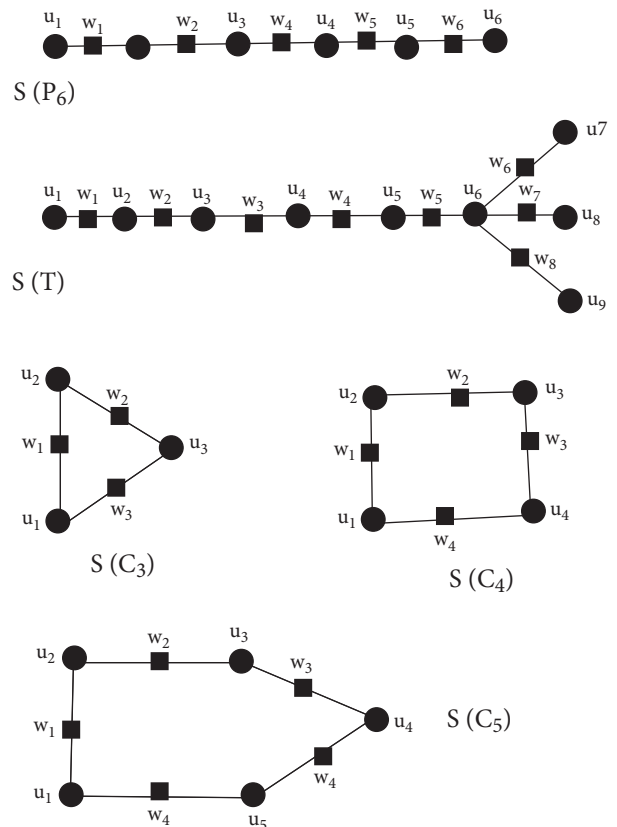 u₁ w₁ w₂ u₃ w₄ u₄ w₅ u₅ w₆ u₆
S (P₆)
u7
w₆
u₁ w₁ u₂ w₂ u₃ w₃ u₄ w₄ u₅ w₅ u₆ w₇ u₈
w₈
S (T)
u₉
u₂ w₂
w₁ u₃
u₁ w₃
S (C₃)
u₂ w₂ u₃
w₁ w₃
u₁ w₄ u₄
S (C₄)
u₂ w₂ u₃ w₃
w₁ u₄ S (C₅)
u₁ w₄ u₅ w₄